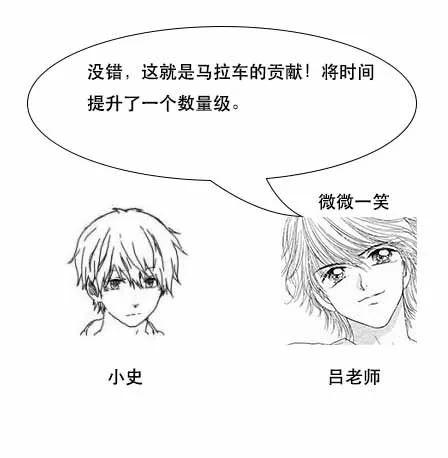 没错，这就是马拉车的贡献！将时间
提升了一个数量级。
微微一笑
小史
吕老师